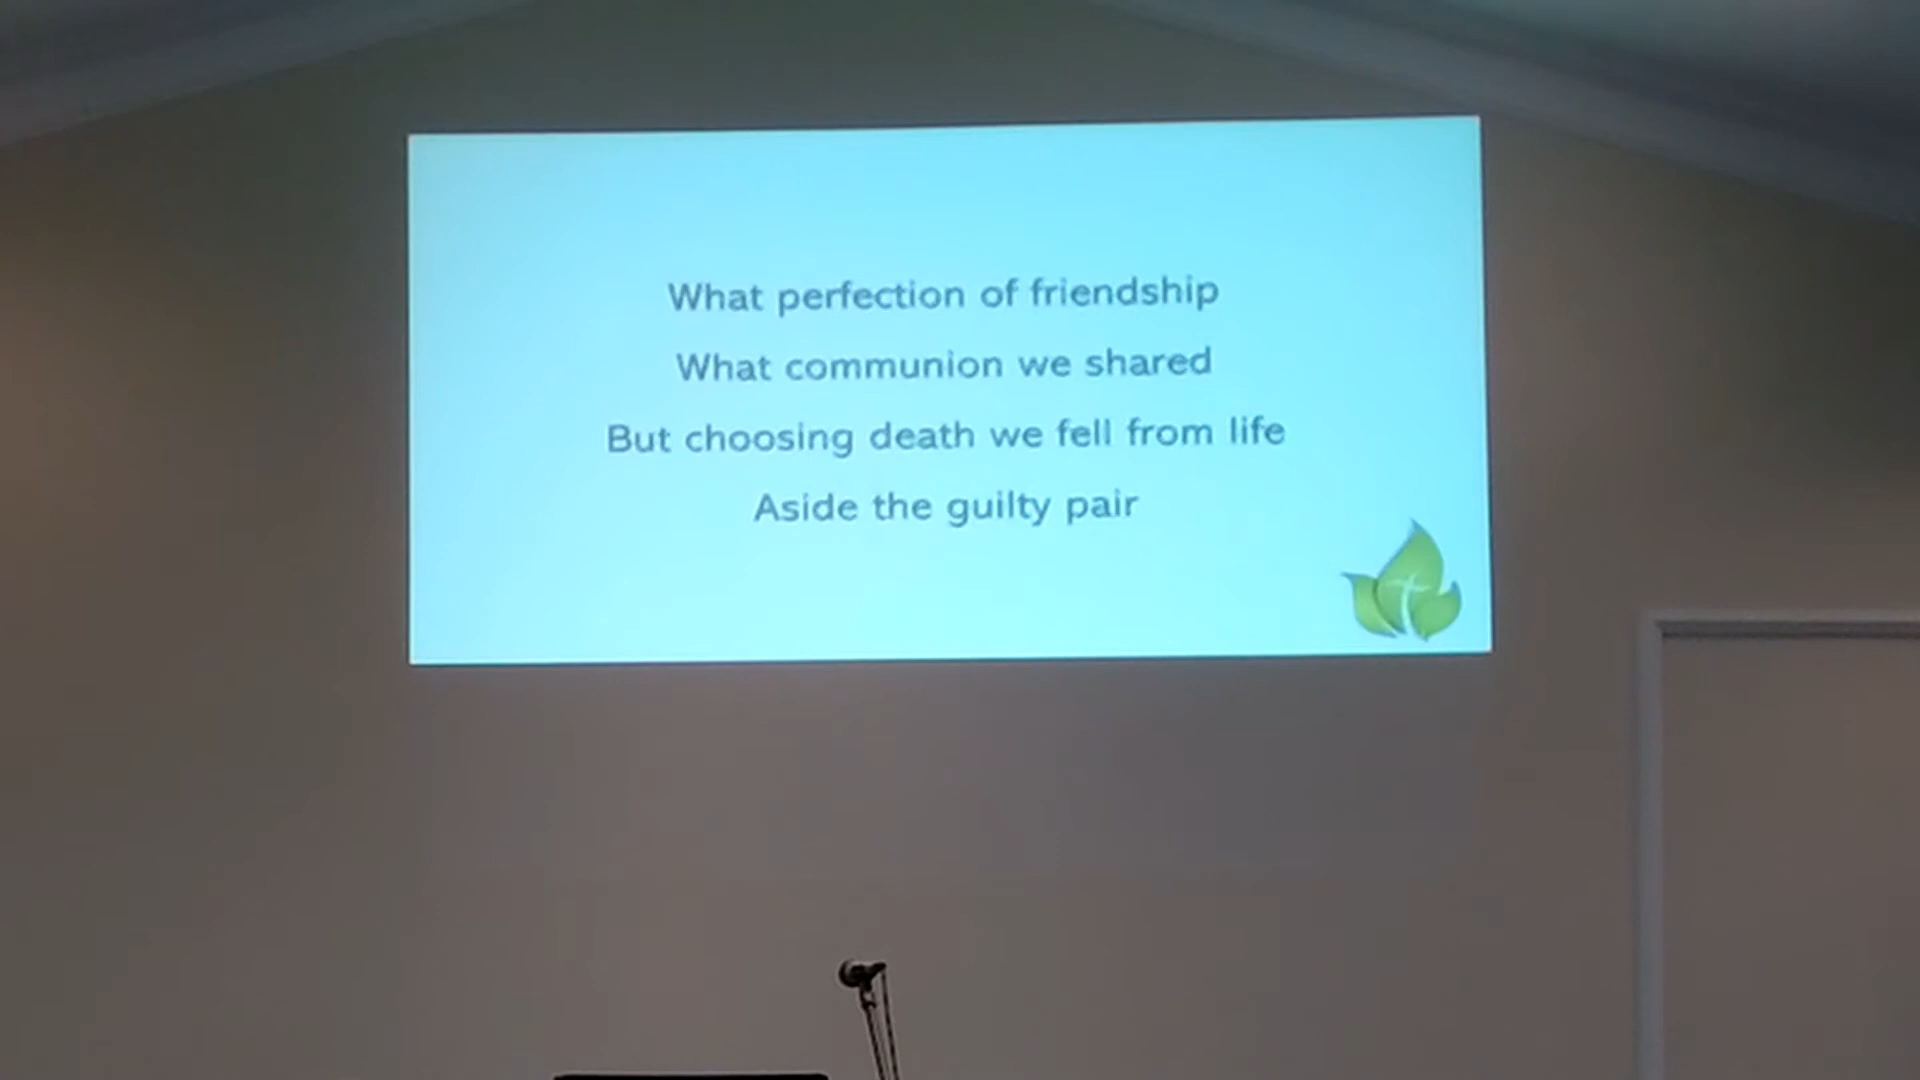 What perfection of friendship
What communion we shared
But choosing death we fell from life
Aside the guilty pair